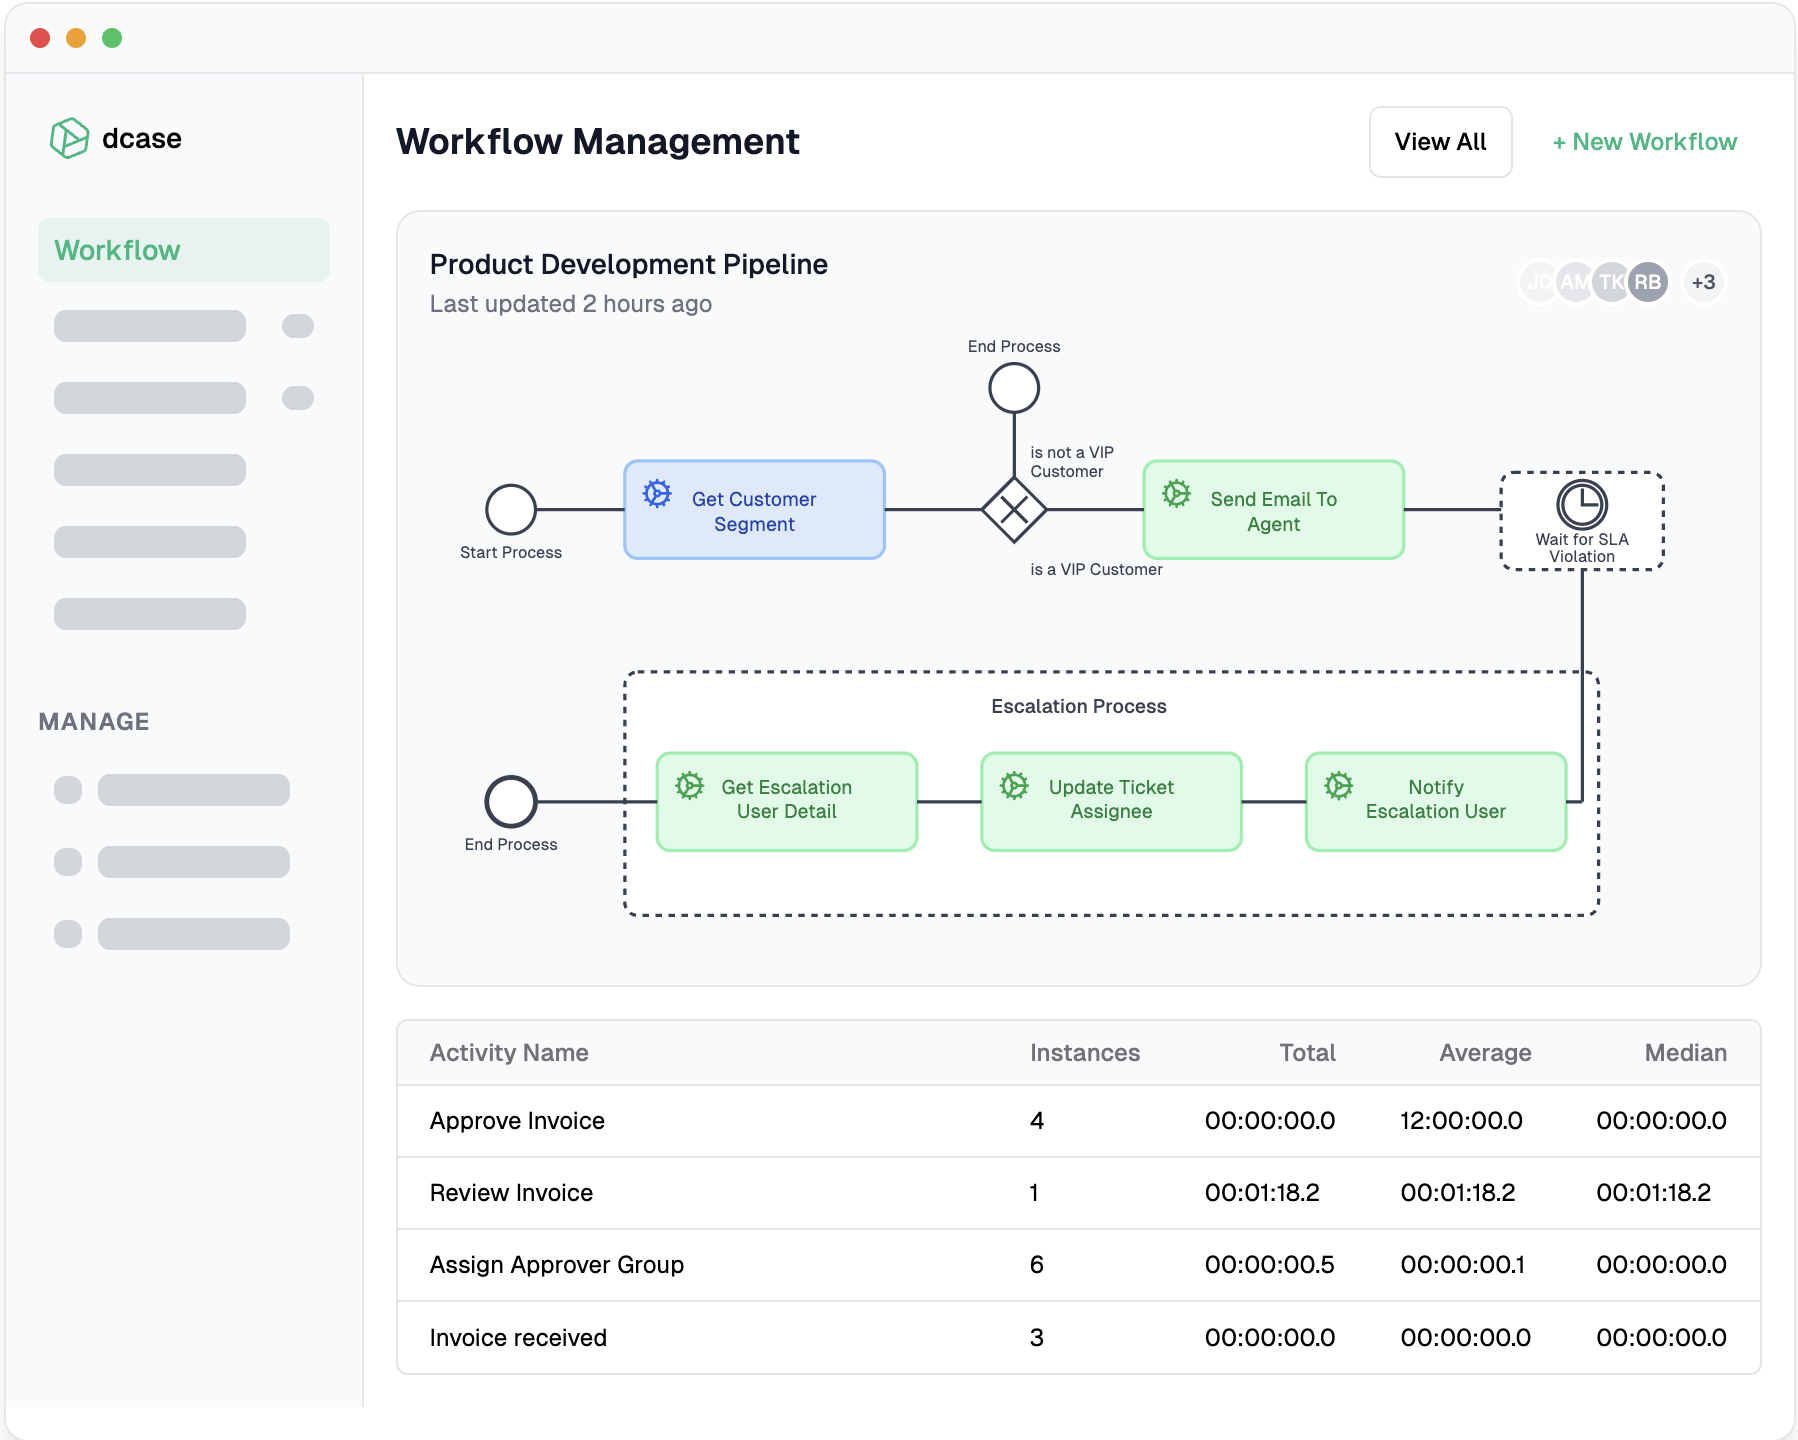 dcase
Workflow
MANAGE
Workflow Management
View All
+ New Workflow
Product Development Pipeline
Last updated 2 hours ago
JD
AM
TK
RB
+3
End Process
is not a VIP
Customer
Start Process
Get Customer
Segment
Send Email To
Agent
is a VIP Customer
Wait for SLA
Violation
Escalation Process
End Process
Get Escalation
User Detail
Update Ticket
Assignee
Notify
Escalation User
Activity Name Instances Total Average Median
Approve Invoice 4 00:00:00.0 12:00:00.0 00:00:00.0
Review Invoice 1 00:01:18.2 00:01:18.2 00:01:18.2
Assign Approver Group 6 00:00:00.5 00:00:00.1 00:00:00.0
Invoice received 3 00:00:00.0 00:00:00.0 00:00:00.0